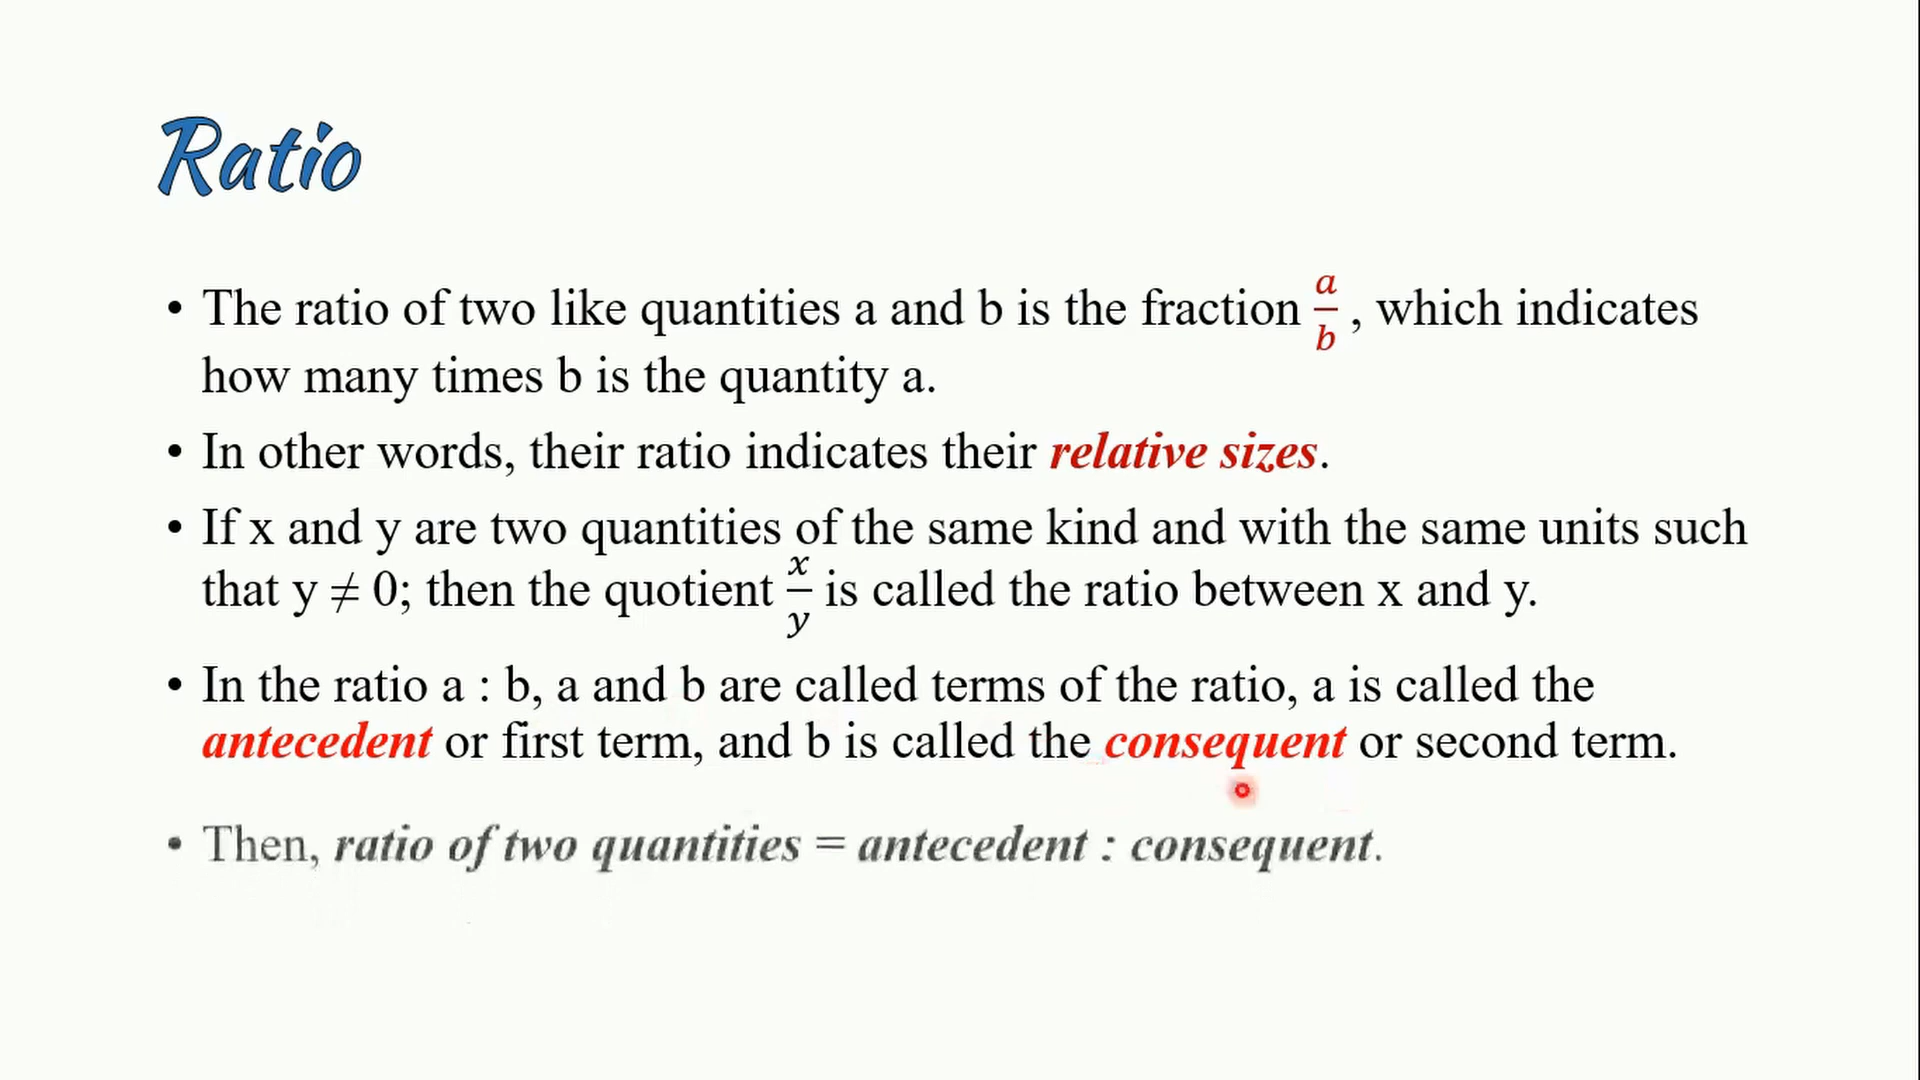 Ratio
• The ratio of two like quantities a and b is the fraction a/b , which indicates
how many times b is the quantity a.
• In other words, their ratio indicates their relative sizes.
• If x and y are two quantities of the same kind and with the same units such
that y ≠ 0; then the quotient x/y is called the ratio between x and y.
• In the ratio a : b, a and b are called terms of the ratio, a is called the
antecedent or first term, and b is called the consequent or second term.
• Then, ratio of two quantities = antecedent : consequent.